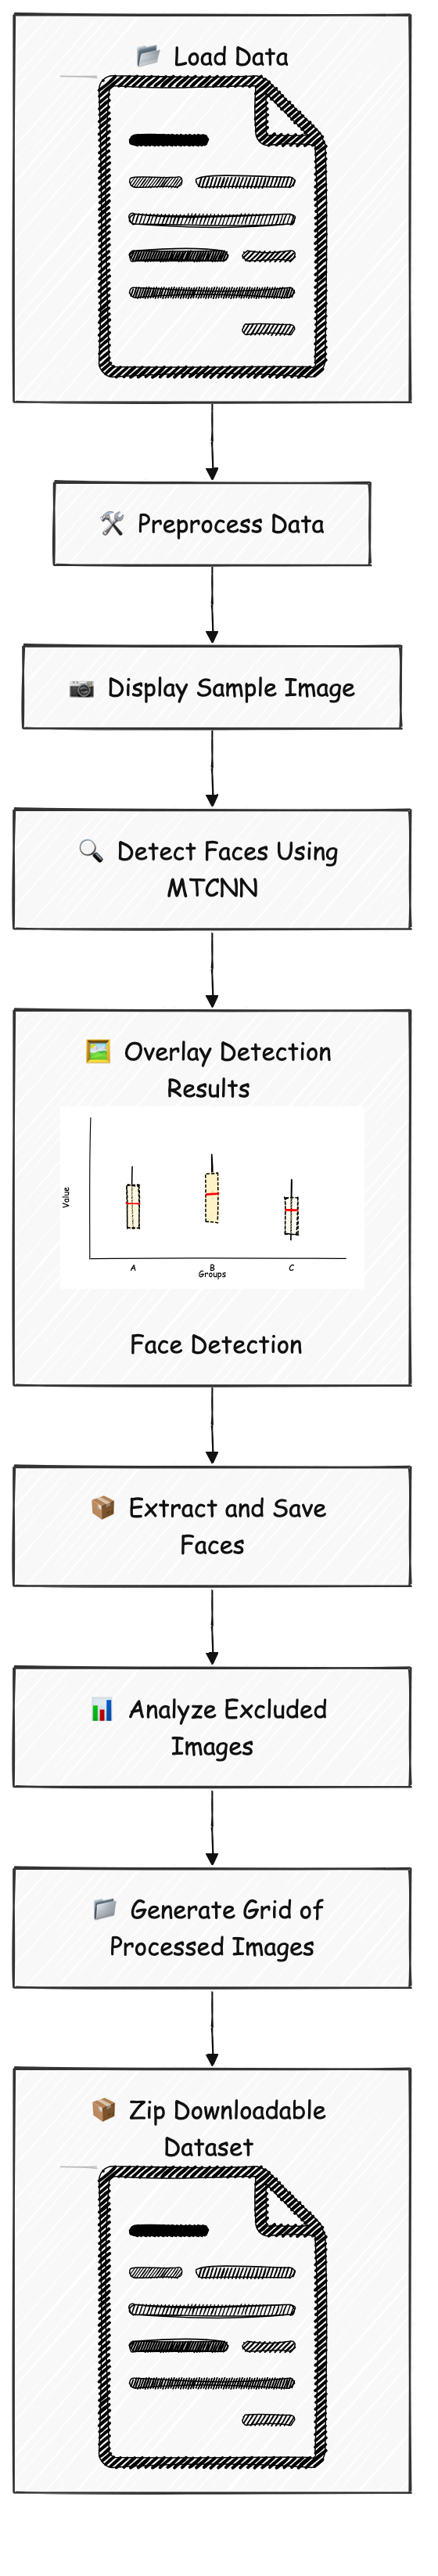 📁 Load Data
🛠️ Preprocess Data
📷 Display Sample Image
🔍 Detect Faces Using
MTCNN
🖼️ Overlay Detection
Results
Value
A
B
C
Groups
Face Detection
📦 Extract and Save
Faces
📊 Analyze Excluded
Images
📁 Generate Grid of
Processed Images
📦 Zip Downloadable
Dataset